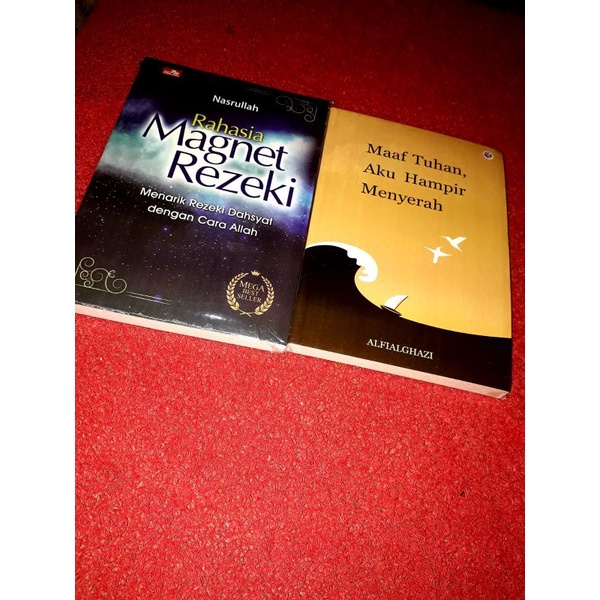 Nasrullah
Rahasia
Magnet
Rezeki
Menarik Rezeki Dahsyat
dengan Cara Allah
MEGA
BEST
SELLER
Maaf Tuhan,
Aku Hampir
Menyerah
ALFIALGHAZI